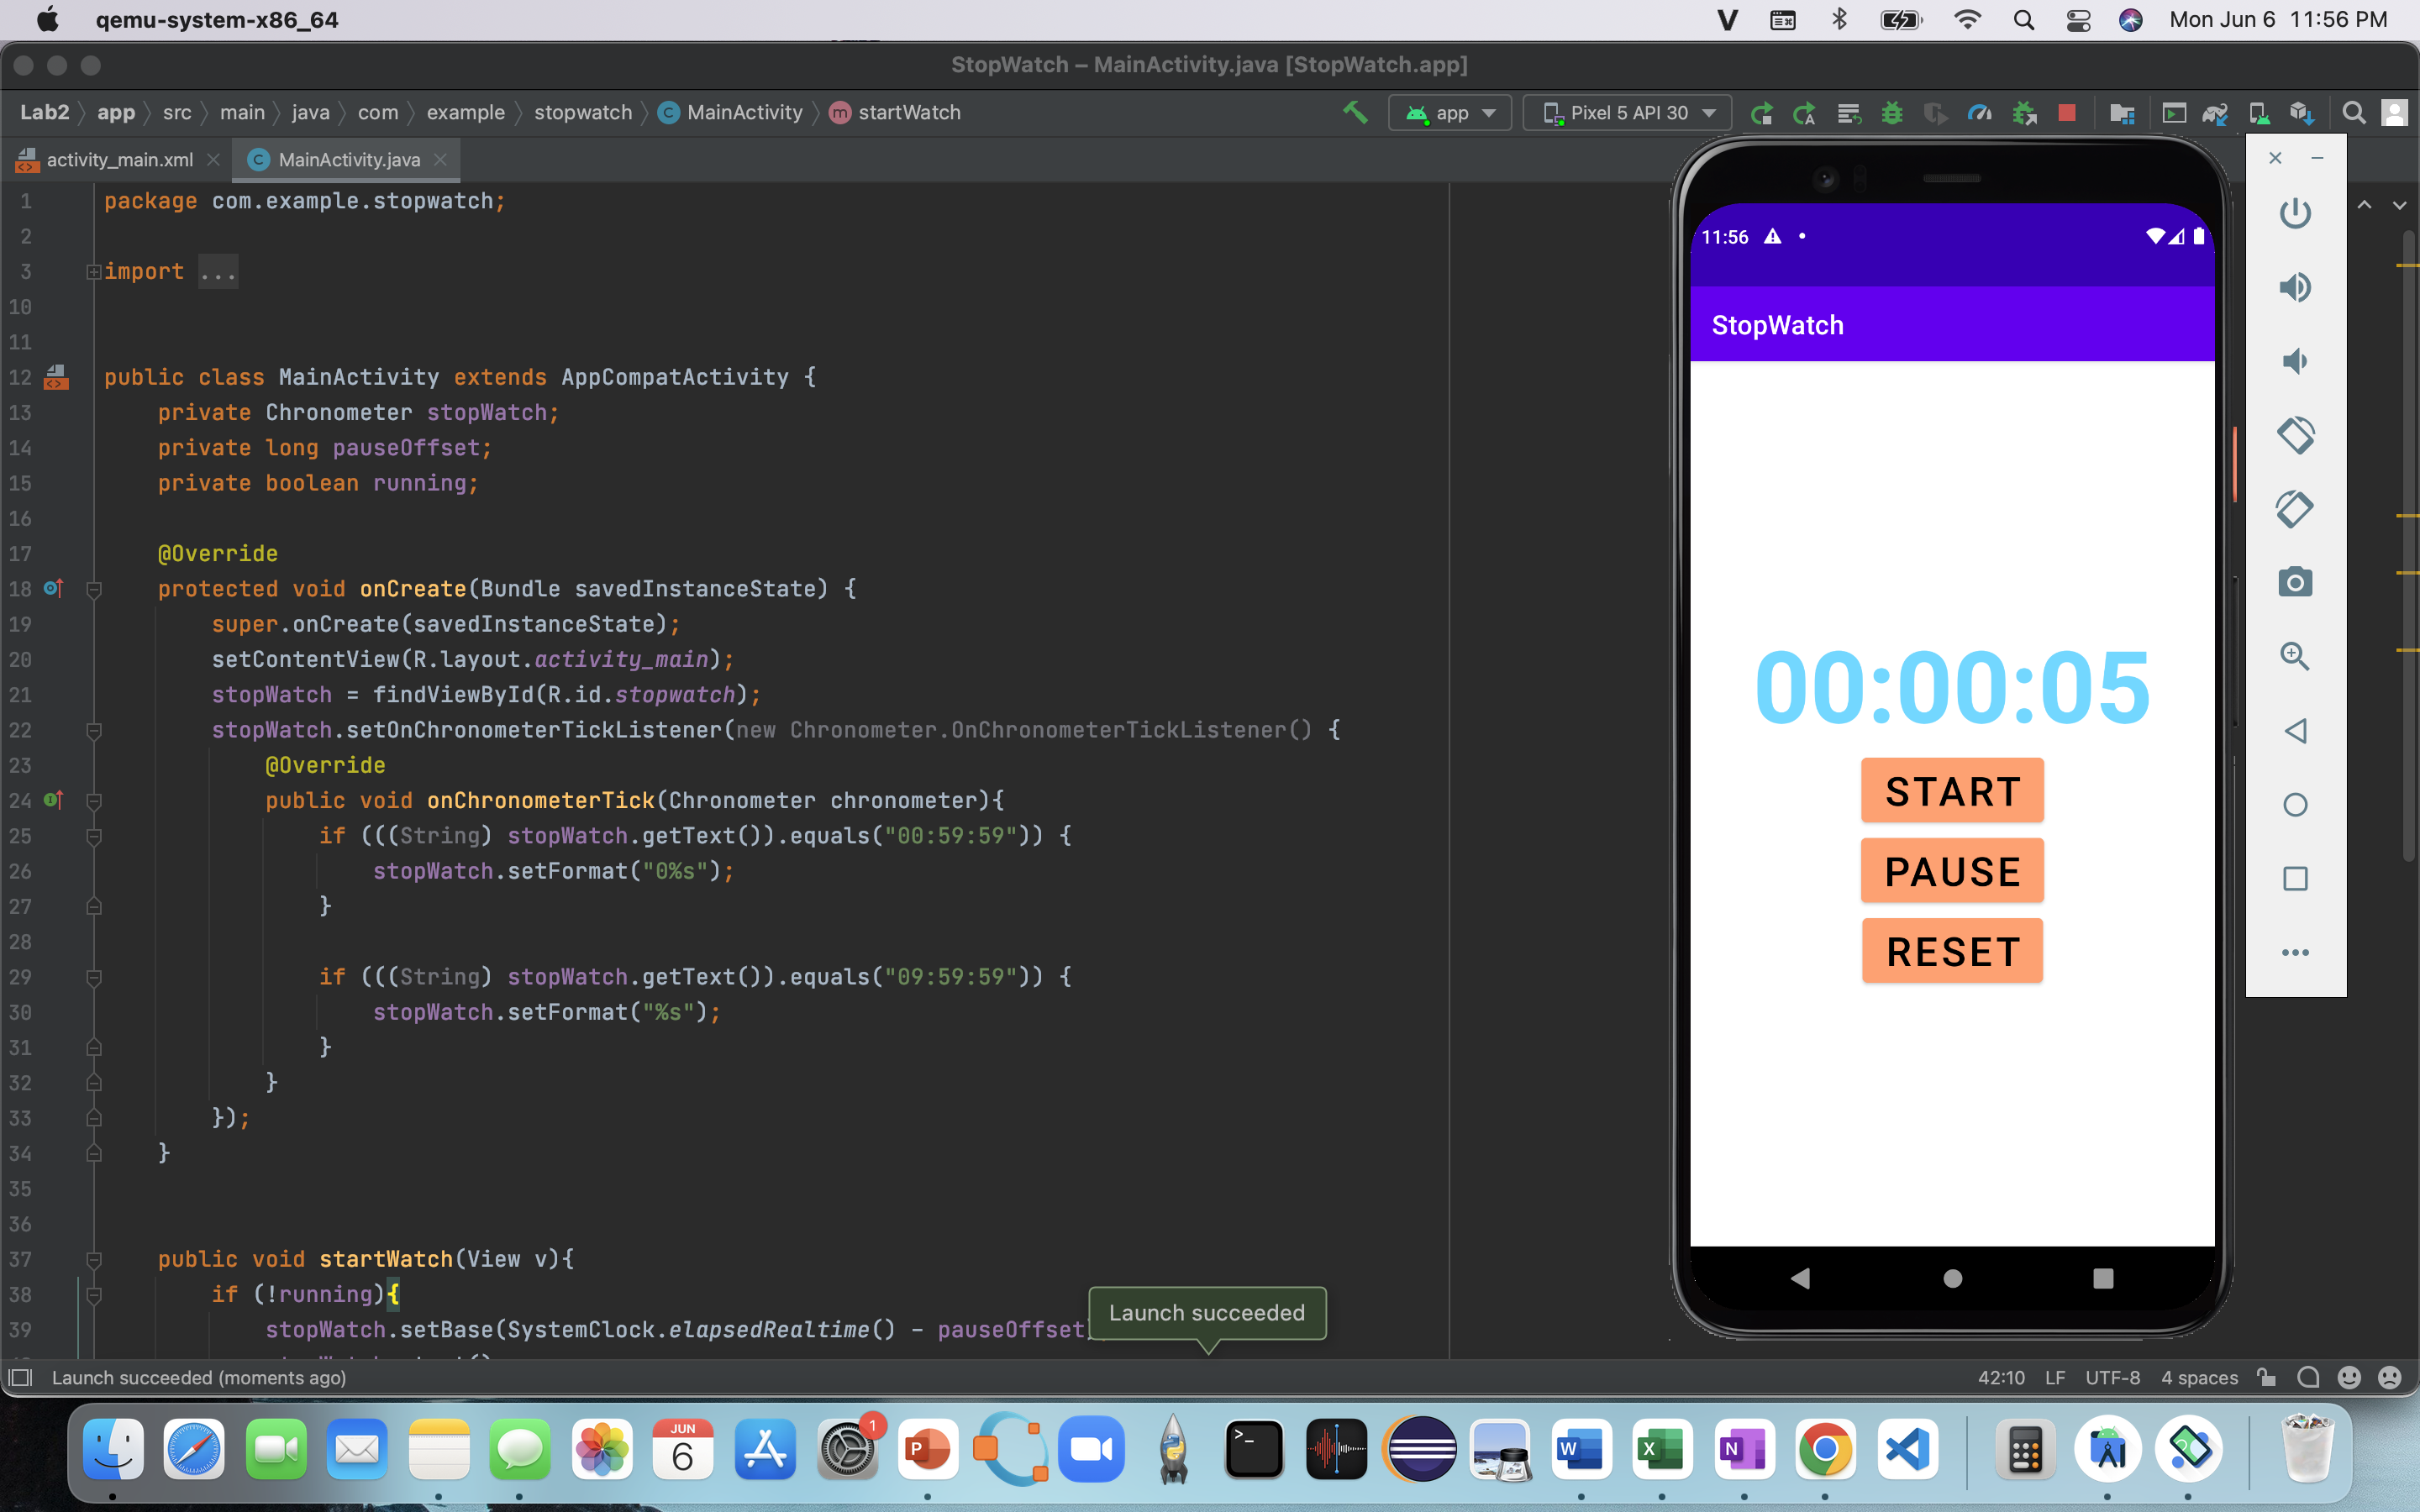 qemu-system-x86_64
Mon Jun 6 11:56 PM
StopWatch – MainActivity.java [StopWatch.app]
Lab2 app src main java com example stopwatch MainActivity startWatch
app
Pixel 5 API 30
activity_main.xml
MainActivity.java
1 package com.example.stopwatch;
2
3 import ...
10
11
12 public class MainActivity extends AppCompatActivity {
13 private Chronometer stopWatch;
14 private long pauseOffset;
15 private boolean running;
16
17 @Override
18 protected void onCreate(Bundle savedInstanceState) {
19 super.onCreate(savedInstanceState);
20 setContentView(R.layout.activity_main);
21 stopWatch = findViewById(R.id.stopwatch);
22 stopWatch.setOnChronometerTickListener(new Chronometer.OnChronometerTickListener() {
23 @Override
24 public void onChronometerTick(Chronometer chronometer){
25 if (((String) stopWatch.getText()).equals("00:59:59")) {
26 stopWatch.setFormat("0%s");
27 }
28
29 if (((String) stopWatch.getText()).equals("09:59:59")) {
30 stopWatch.setFormat("%s");
31 }
32 }
33 });
34 }
35
36
37 public void startWatch(View v){
38 if (!running){
39 stopWatch.setBase(SystemClock.elapsedRealtime() - pauseOffset
11:56
StopWatch
00:00:05
START
PAUSE
RESET
Launch succeeded
Launch succeeded (moments ago)
42:10 LF UTF-8 4 spaces
JUN
6
1
P
>_
W
X
N